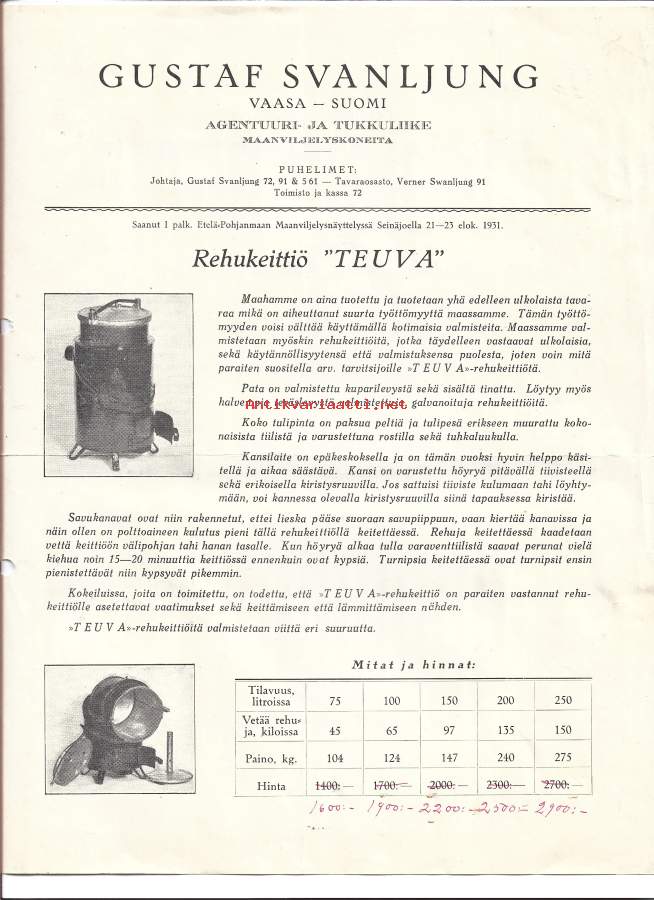 GUSTAF SVANLJUNG
VAASA — SUOMI
AGENTUURI- JA TUKKULIIKE
MAANVILJELYSKONEITA
PUHELIMET:
Johtaja, Gustaf Svanljung 72, 91 & 561 — Tavaraosasto, Verner Swanljung 91
Toimisto ja kassa 72
Saanut I palk. Etelä-Pohjanmaan Maanviljelysnäyttelyssä Seinäjoella 21—23 elok. 1931.
Rehukeittiö "TEUVA"
Maahamme on aina tuotettu ja tuotetaan yhä edelleen ulkolaista tava-
raa mikä on aiheuttanut suurta työttömyyttä maassamme. Tämän työttö-
myyden voisi välttää käyttämällä kotimaisia valmisteita. Maassamme val-
mistetaan myöskin rehukeittiöitä, jotka täydelleen vastaavat ulkolaisia,
sekä käytännöllisyytensä että valmistuksensa puolesta, joten voin mitä
paraiten suositella arv. tarvitsijoille »TEUVA»-rehukeittiötä.
Pata on valmistettu kuparilevystä sekä sisältä tinattu. Löytyy myös
halvempia teräslevystä valmistettuja, galvanoituja rehukeittiöitä.
Antikvariaatti.net
Koko tulipinta on paksua peltiä ja tulipesä erikseen muurattu koko-
naisista tiilistä ja varustettuna rostilla sekä tuhkaluukulla.
Kansilaite on epäkeskoksella ja on tämän vuoksi hyvin helppo käsi-
tellä ja aikaa säästävä. Kansi on varustettu höyryä pitävällä tiivisteellä
sekä erikoisella kiristysruuvilla. Jos sattuisi tiiviste kulumaan tahi löyhty-
mään, voi kannessa olevalla kiristysruuvilla siinä tapauksessa kiristää.
Savukanavat ovat niin rakennetut, ettei lieska pääse suoraan savupiippuun, vaan kiertää kanavissa ja
näin ollen on polttoaineen kulutus pieni tällä rehukeittiöllä keitettäessä. Rehuja keitettäessä kaadetaan
vettä keittiöön välipohjan tahi hanan tasalle. Kun höyryä alkaa tulla varaventtiilistä saavat perunat vielä
kiehua noin 15—20 minuuttia keittiössä ennenkuin ovat kypsiä. Turnipsia keitettäessä ovat turnipsit ensin
pienistettävät niin kypsyvät pikemmin.
Kokeiluissa, joita on toimitettu, on todettu, että »TEUVA»-rehukeittiö on paraiten vastannut rehu-
keittiölle asetettavat vaatimukset sekä keittämiseen että lämmittämiseen nähden.
»TEUVA»-rehukeittiöitä valmistetaan viittä eri suuruutta.
Mitat ja hinnat:
Tilavuus,
litroissa 75 100 150 200 250
Vetää rehu-
ja, kiloissa 45 65 97 135 150
Paino, kg. 104 124 147 240 275
Hinta 1400:— 1700:— 2000:— 2300:— 2700:—
1600:- 1900:- 2200:- 2500:- 2900:-